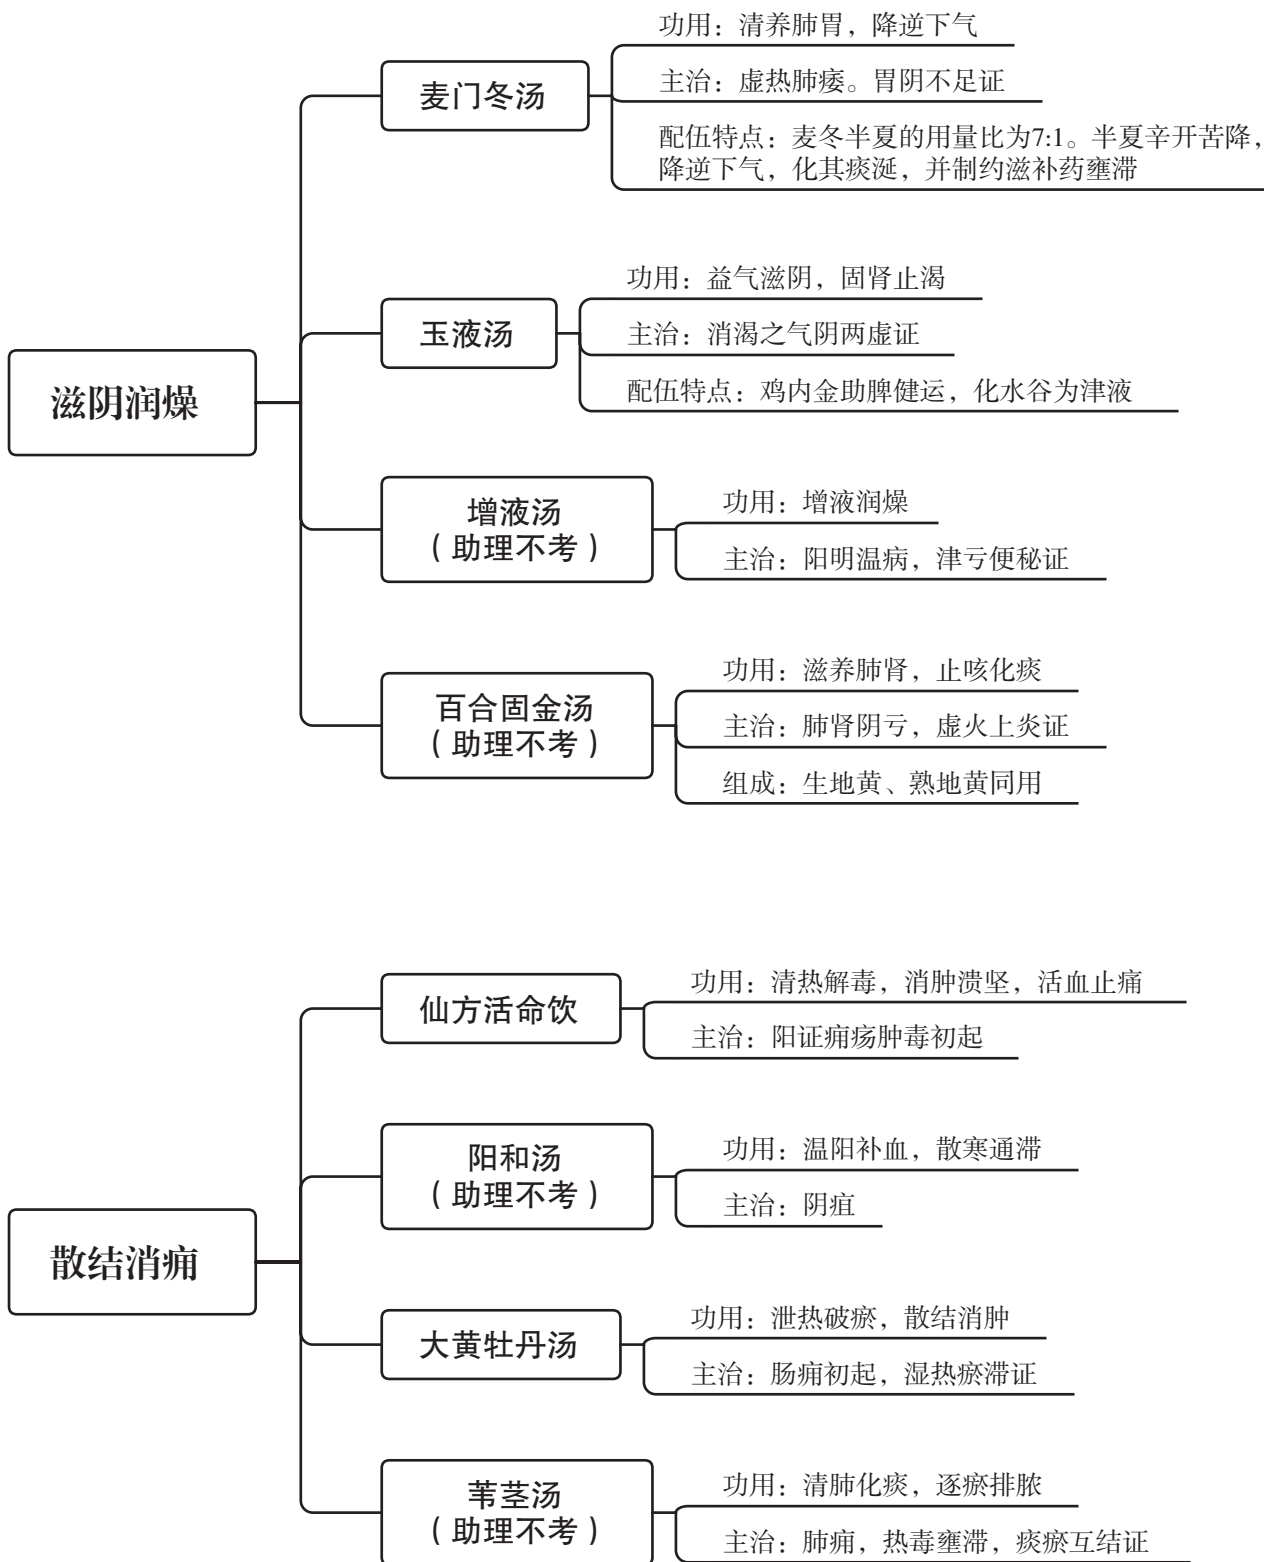 滋阴润燥
麦门冬汤
功用：清养肺胃，降逆下气
主治：虚热肺痿。胃阴不足证
配伍特点：麦冬半夏的用量比为7:1。半夏辛开苦降，
降逆下气，化其痰涎，并制约滋补药壅滞
玉液汤
功用：益气滋阴，固肾止渴
主治：消渴之气阴两虚证
配伍特点：鸡内金助脾健运，化水谷为津液
增液汤
（助理不考）
功用：增液润燥
主治：阳明温病，津亏便秘证
百合固金汤
（助理不考）
功用：滋养肺肾，止咳化痰
主治：肺肾阴亏，虚火上炎证
组成：生地黄、熟地黄同用
散结消痈
仙方活命饮
功用：清热解毒，消肿溃坚，活血止痛
主治：阳证痈疡肿毒初起
阳和汤
（助理不考）
功用：温阳补血，散寒通滞
主治：阴疽
大黄牡丹汤
功用：泄热破瘀，散结消肿
主治：肠痈初起，湿热瘀滞证
苇茎汤
（助理不考）
功用：清肺化痰，逐瘀排脓
主治：肺痈，热毒壅滞，痰瘀互结证